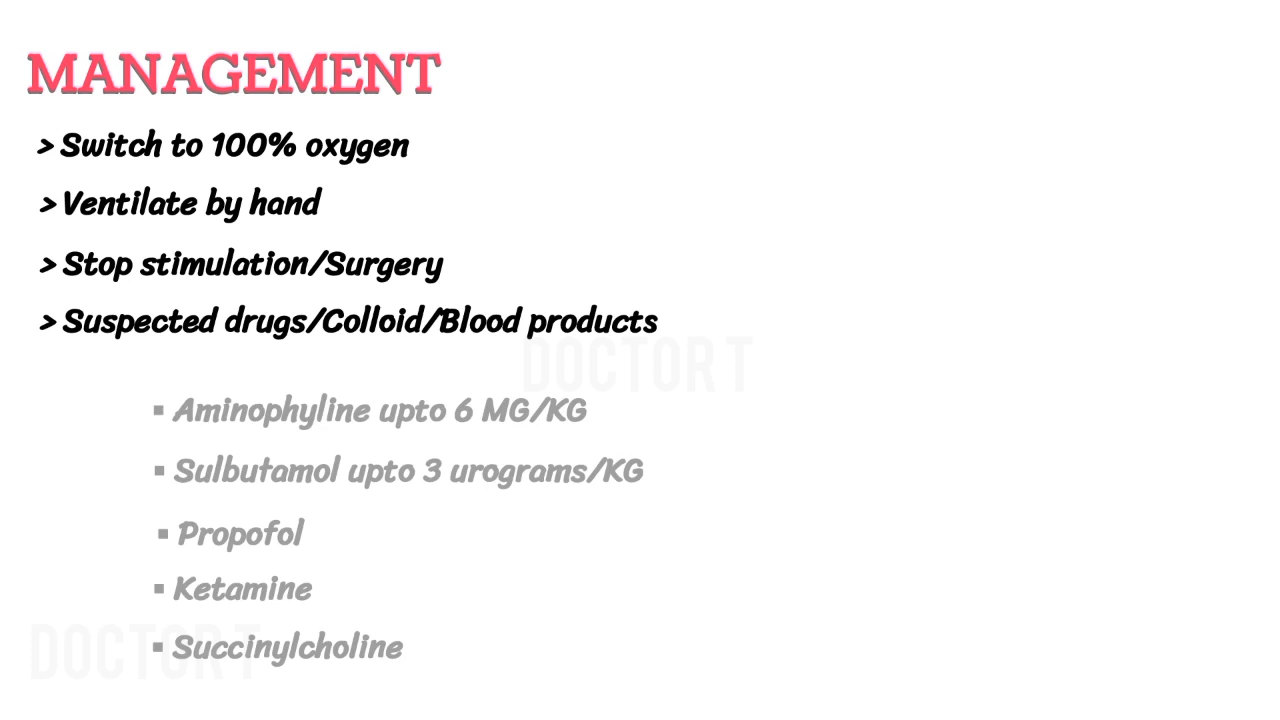 MANAGEMENT
> Switch to 100% oxygen
> Ventilate by hand
> Stop stimulation/Surgery
> Suspected drugs/Colloid/Blood products
DOCTOR T
▪ Aminophyline upto 6 MG/KG
▪ Sulbutamol upto 3 urograms/KG
▪ Propofol
▪ Ketamine
▪ Succinylcholine
DOCTOR T